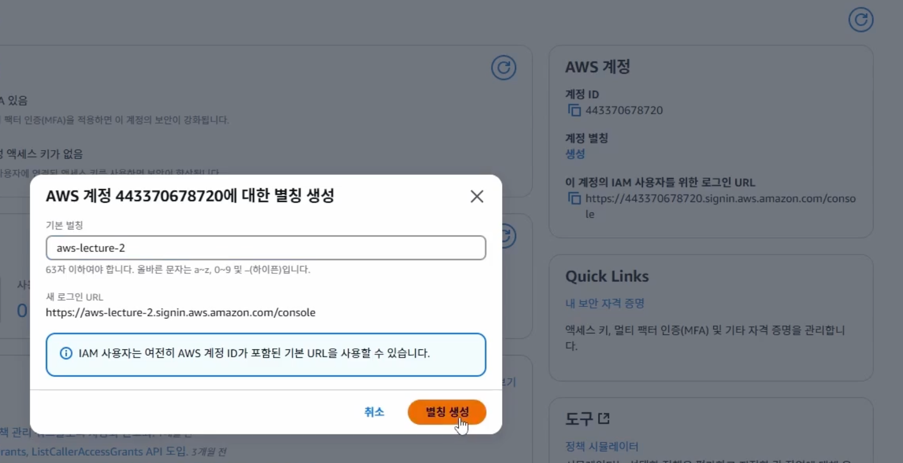 AWS 계정
계정 ID
443370678720
계정 별칭
생성
이 계정의 IAM 사용자를 위한 로그인 URL
https://443370678720.signin.aws.amazon.com/conso
le
Quick Links
내 보안 자격 증명
액세스 키, 멀티 팩터 인증(MFA) 및 기타 자격 증명을 관리합니
다.
도구
정책 시뮬레이터
A 있음
팩터 인증(MFA)을 적용하면 이 계정의 보안이 강화됩니다.
액세스 키가 없음
AWS 계정 443370678720에 대한 별칭 생성
기본 별칭
aws-lecture-2
63자 이하여야 합니다. 올바른 문자는 a~z, 0~9 및 -(하이픈)입니다.
새 로그인 URL
https://aws-lecture-2.signin.aws.amazon.com/console
IAM 사용자는 여전히 AWS 계정 ID가 포함된 기본 URL을 사용할 수 있습니다.
취소
별칭 생성
rants, ListCallerAccessGrants API 도입. 3개월 전